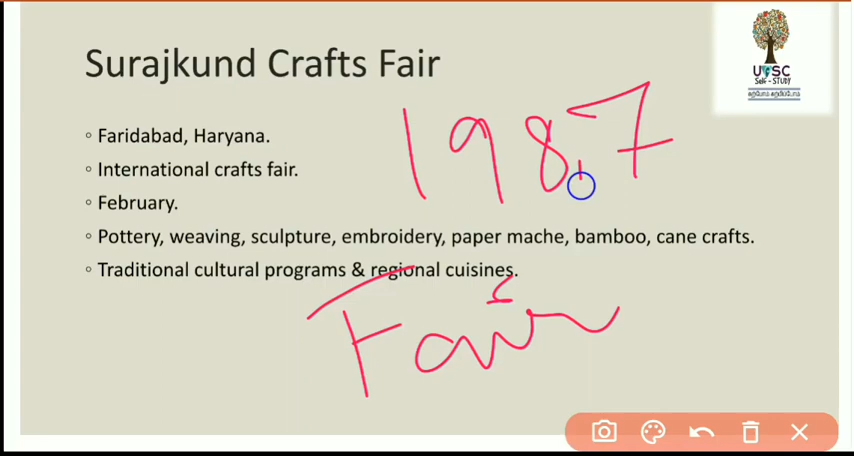 Surajkund Crafts Fair
UPSC
Self - STUDY
◦ Faridabad, Haryana.
◦ International crafts fair.
◦ February.
◦ Pottery, weaving, sculpture, embroidery, paper mache, bamboo, cane crafts.
◦ Traditional cultural programs & regional cuisines.
1987
Fair